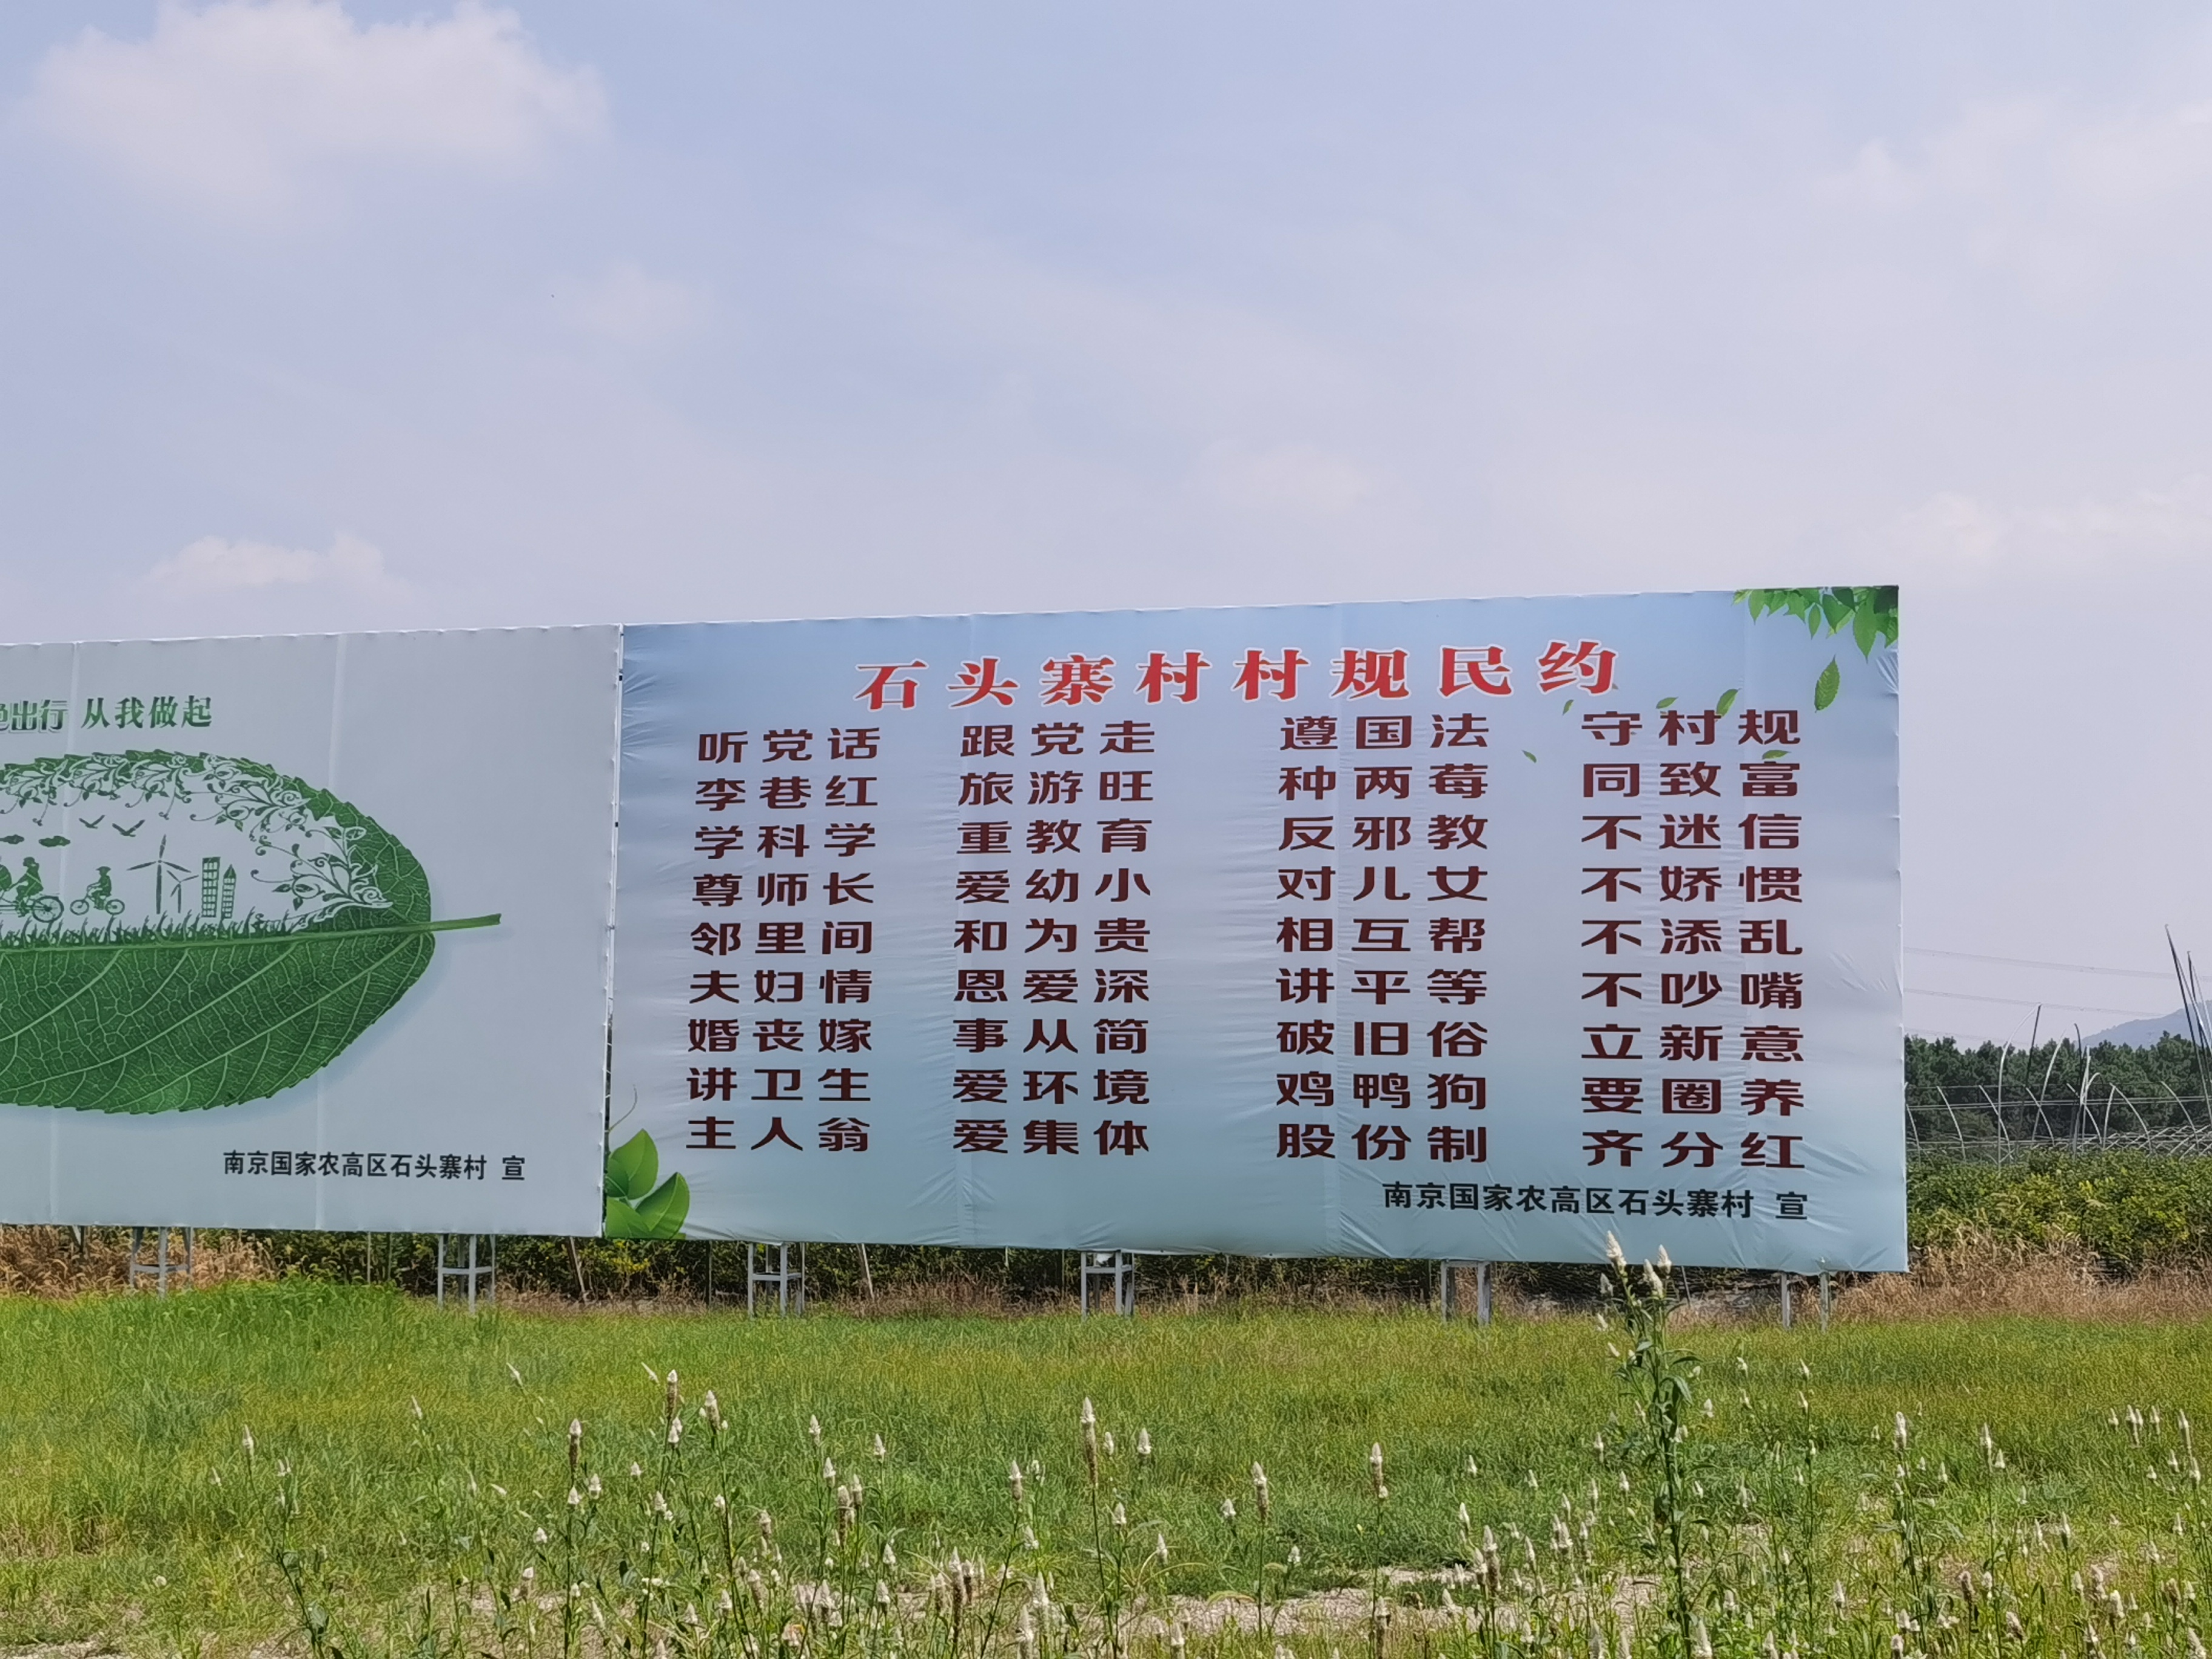 出行 从我做起
南京国家农高区石头寨村 宣
石头寨村村规民约
听党话 跟党走 遵国法 守村规
李巷红 旅游旺 种两莓 同致富
学科学 重教育 反邪教 不迷信
尊师长 爱幼小 对儿女 不娇惯
邻里间 和为贵 相互帮 不添乱
夫妇情 恩爱深 讲平等 不吵嘴
婚丧嫁 事从简 破旧俗 立新意
讲卫生 爱环境 鸡鸭狗 要圈养
主人翁 爱集体 股份制 齐分红
南京国家农高区石头寨村 宣